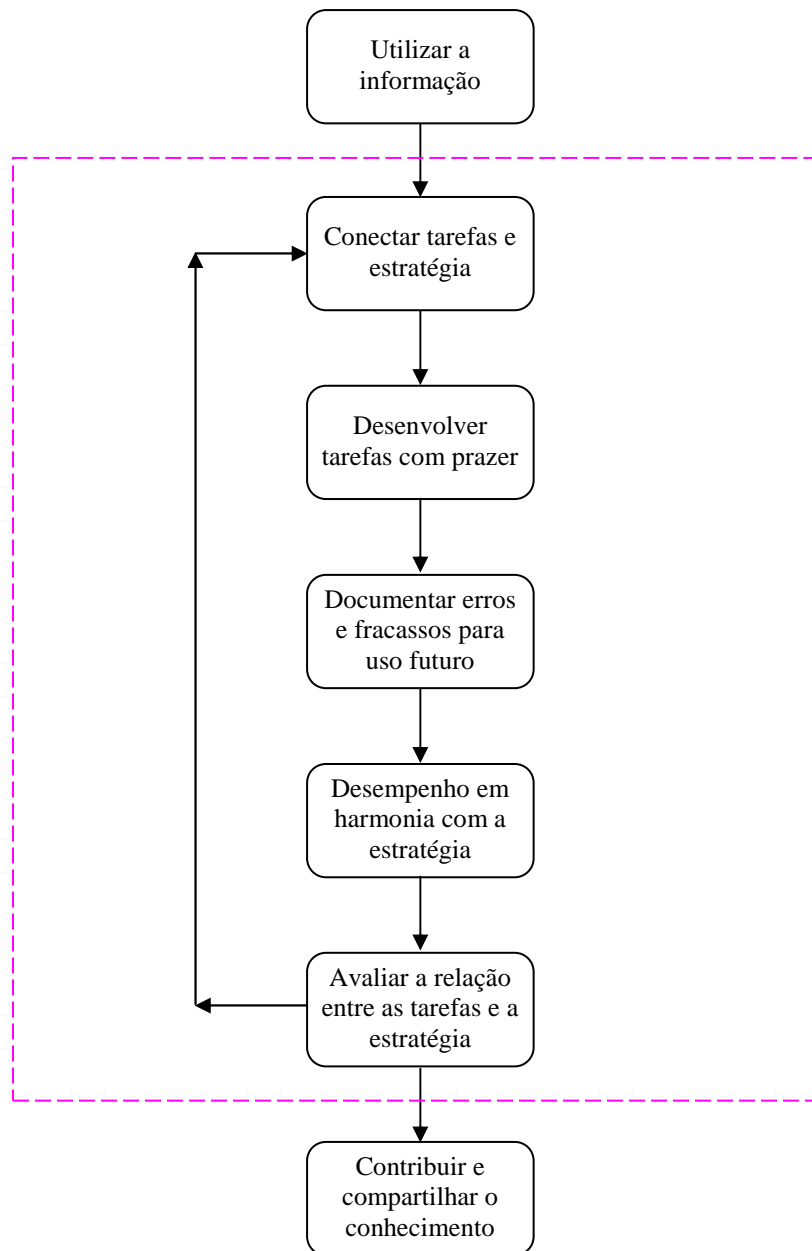 Utilizar a
informação
Conectar tarefas e
estratégia
Desenvolver
tarefas com prazer
Documentar erros
e fracassos para
uso futuro
Desempenho em
harmonia com a
estratégia
Avaliar a relação
entre as tarefas e a
estratégia
Contribuir e
compartilhar o
conhecimento